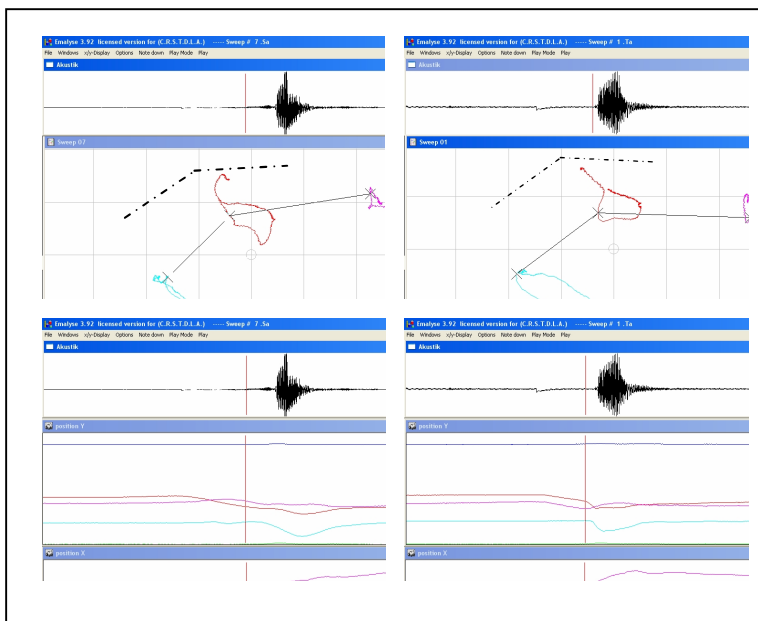 Emalyse 3.92 licensed version for (C.R.S.T.D.L.A.) ----- Sweep # 7 .Sa
File Windows x/y-Display Options Note down Play Mode Play
Akustik
Sweep 07
Emalyse 3.92 licensed version for (C.R.S.T.D.L.A.) ----- Sweep # 1 .Ta
File Windows x/y-Display Options Note down Play Mode Play
Akustik
Sweep 01
Emalyse 3.92 licensed version for (C.R.S.T.D.L.A.) ----- Sweep # 7 .Sa
File Windows x/y-Display Options Note down Play Mode Play
Akustik
position Y
position X
Emalyse 3.92 licensed version for (C.R.S.T.D.L.A.) ----- Sweep # 1 .Ta
File Windows x/y-Display Options Note down Play Mode Play
Akustik
position Y
position X